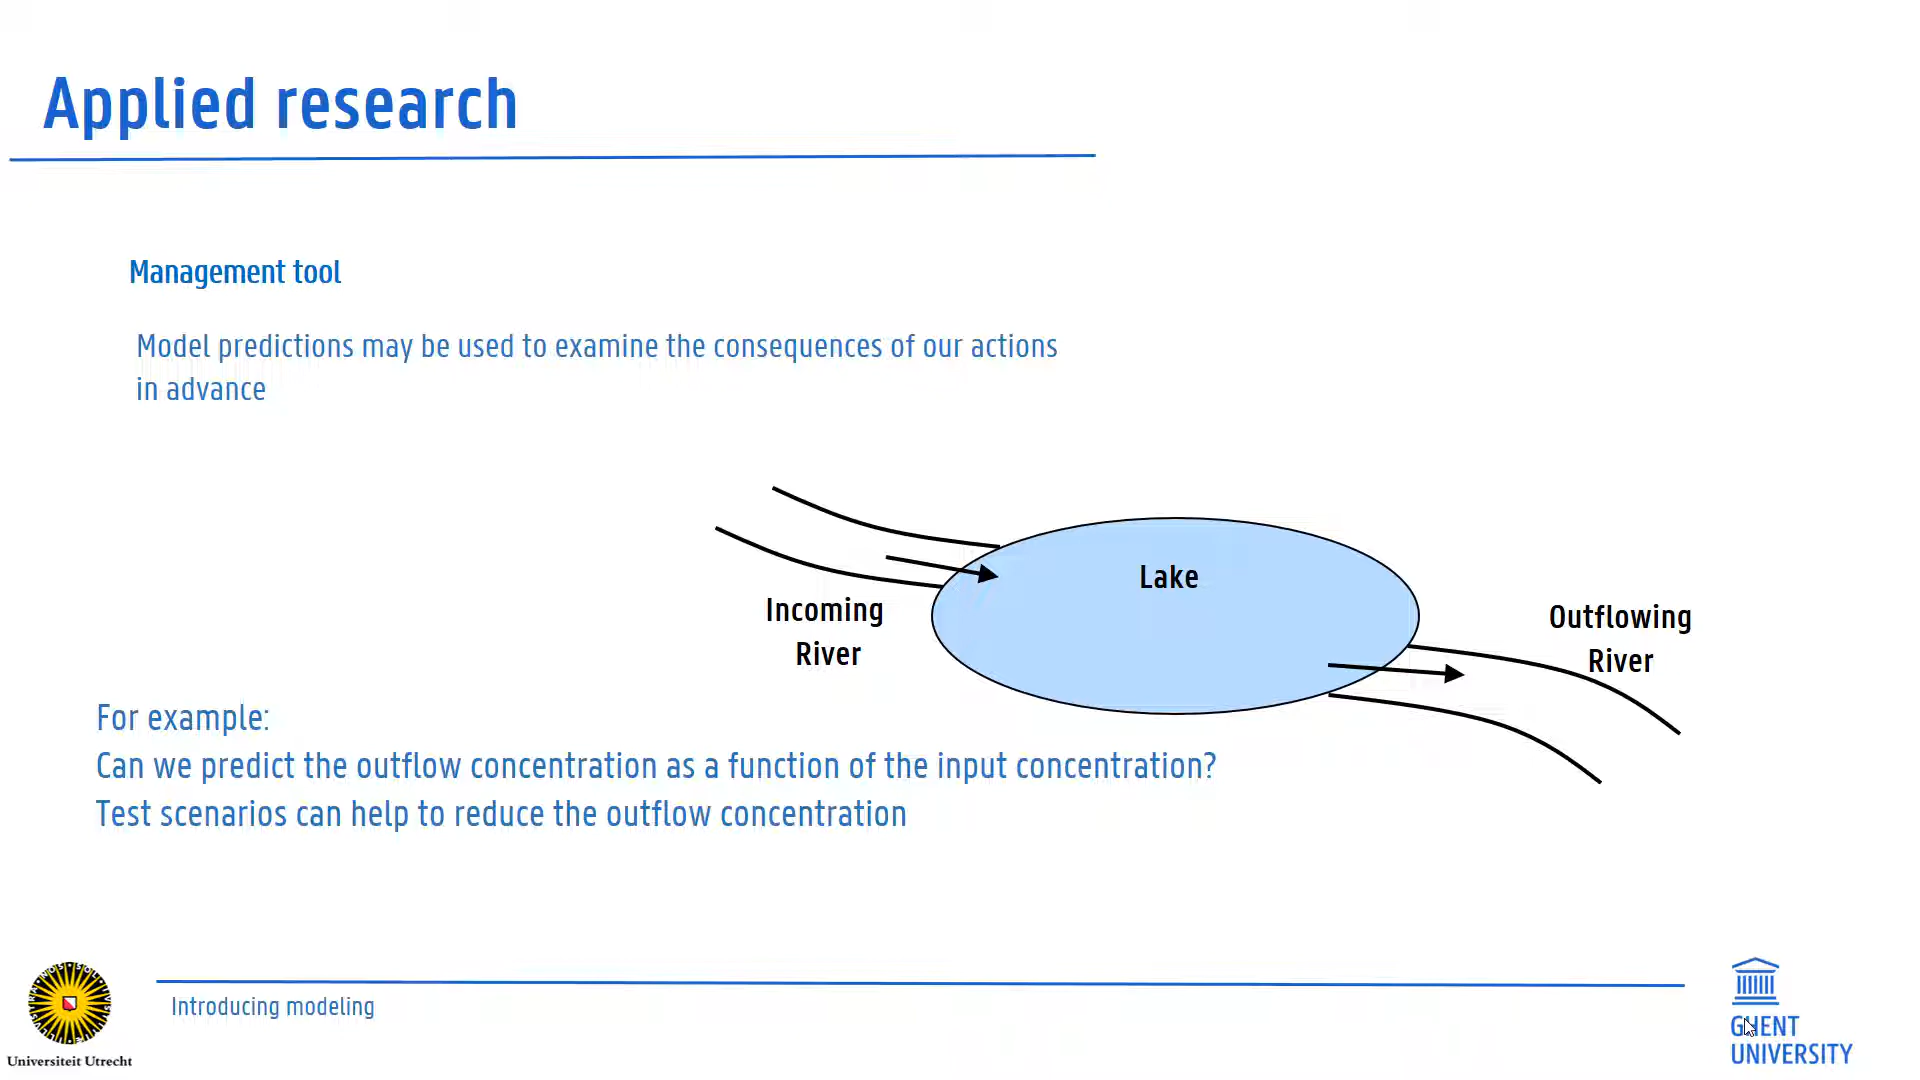 Applied research
Management tool
Model predictions may be used to examine the consequences of our actions
in advance
Lake
Incoming
River
Outflowing
River
For example:
Can we predict the outflow concentration as a function of the input concentration?
Test scenarios can help to reduce the outflow concentration
Introducing modeling
Universiteit Utrecht
GHENT
UNIVERSITY